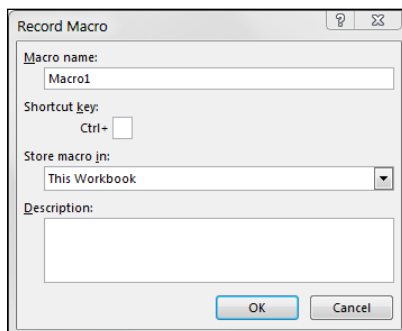 Record Macro
?
Macro name:
Macro1
Shortcut key:
Ctrl+
Store macro in:
This Workbook
Description:
OK Cancel